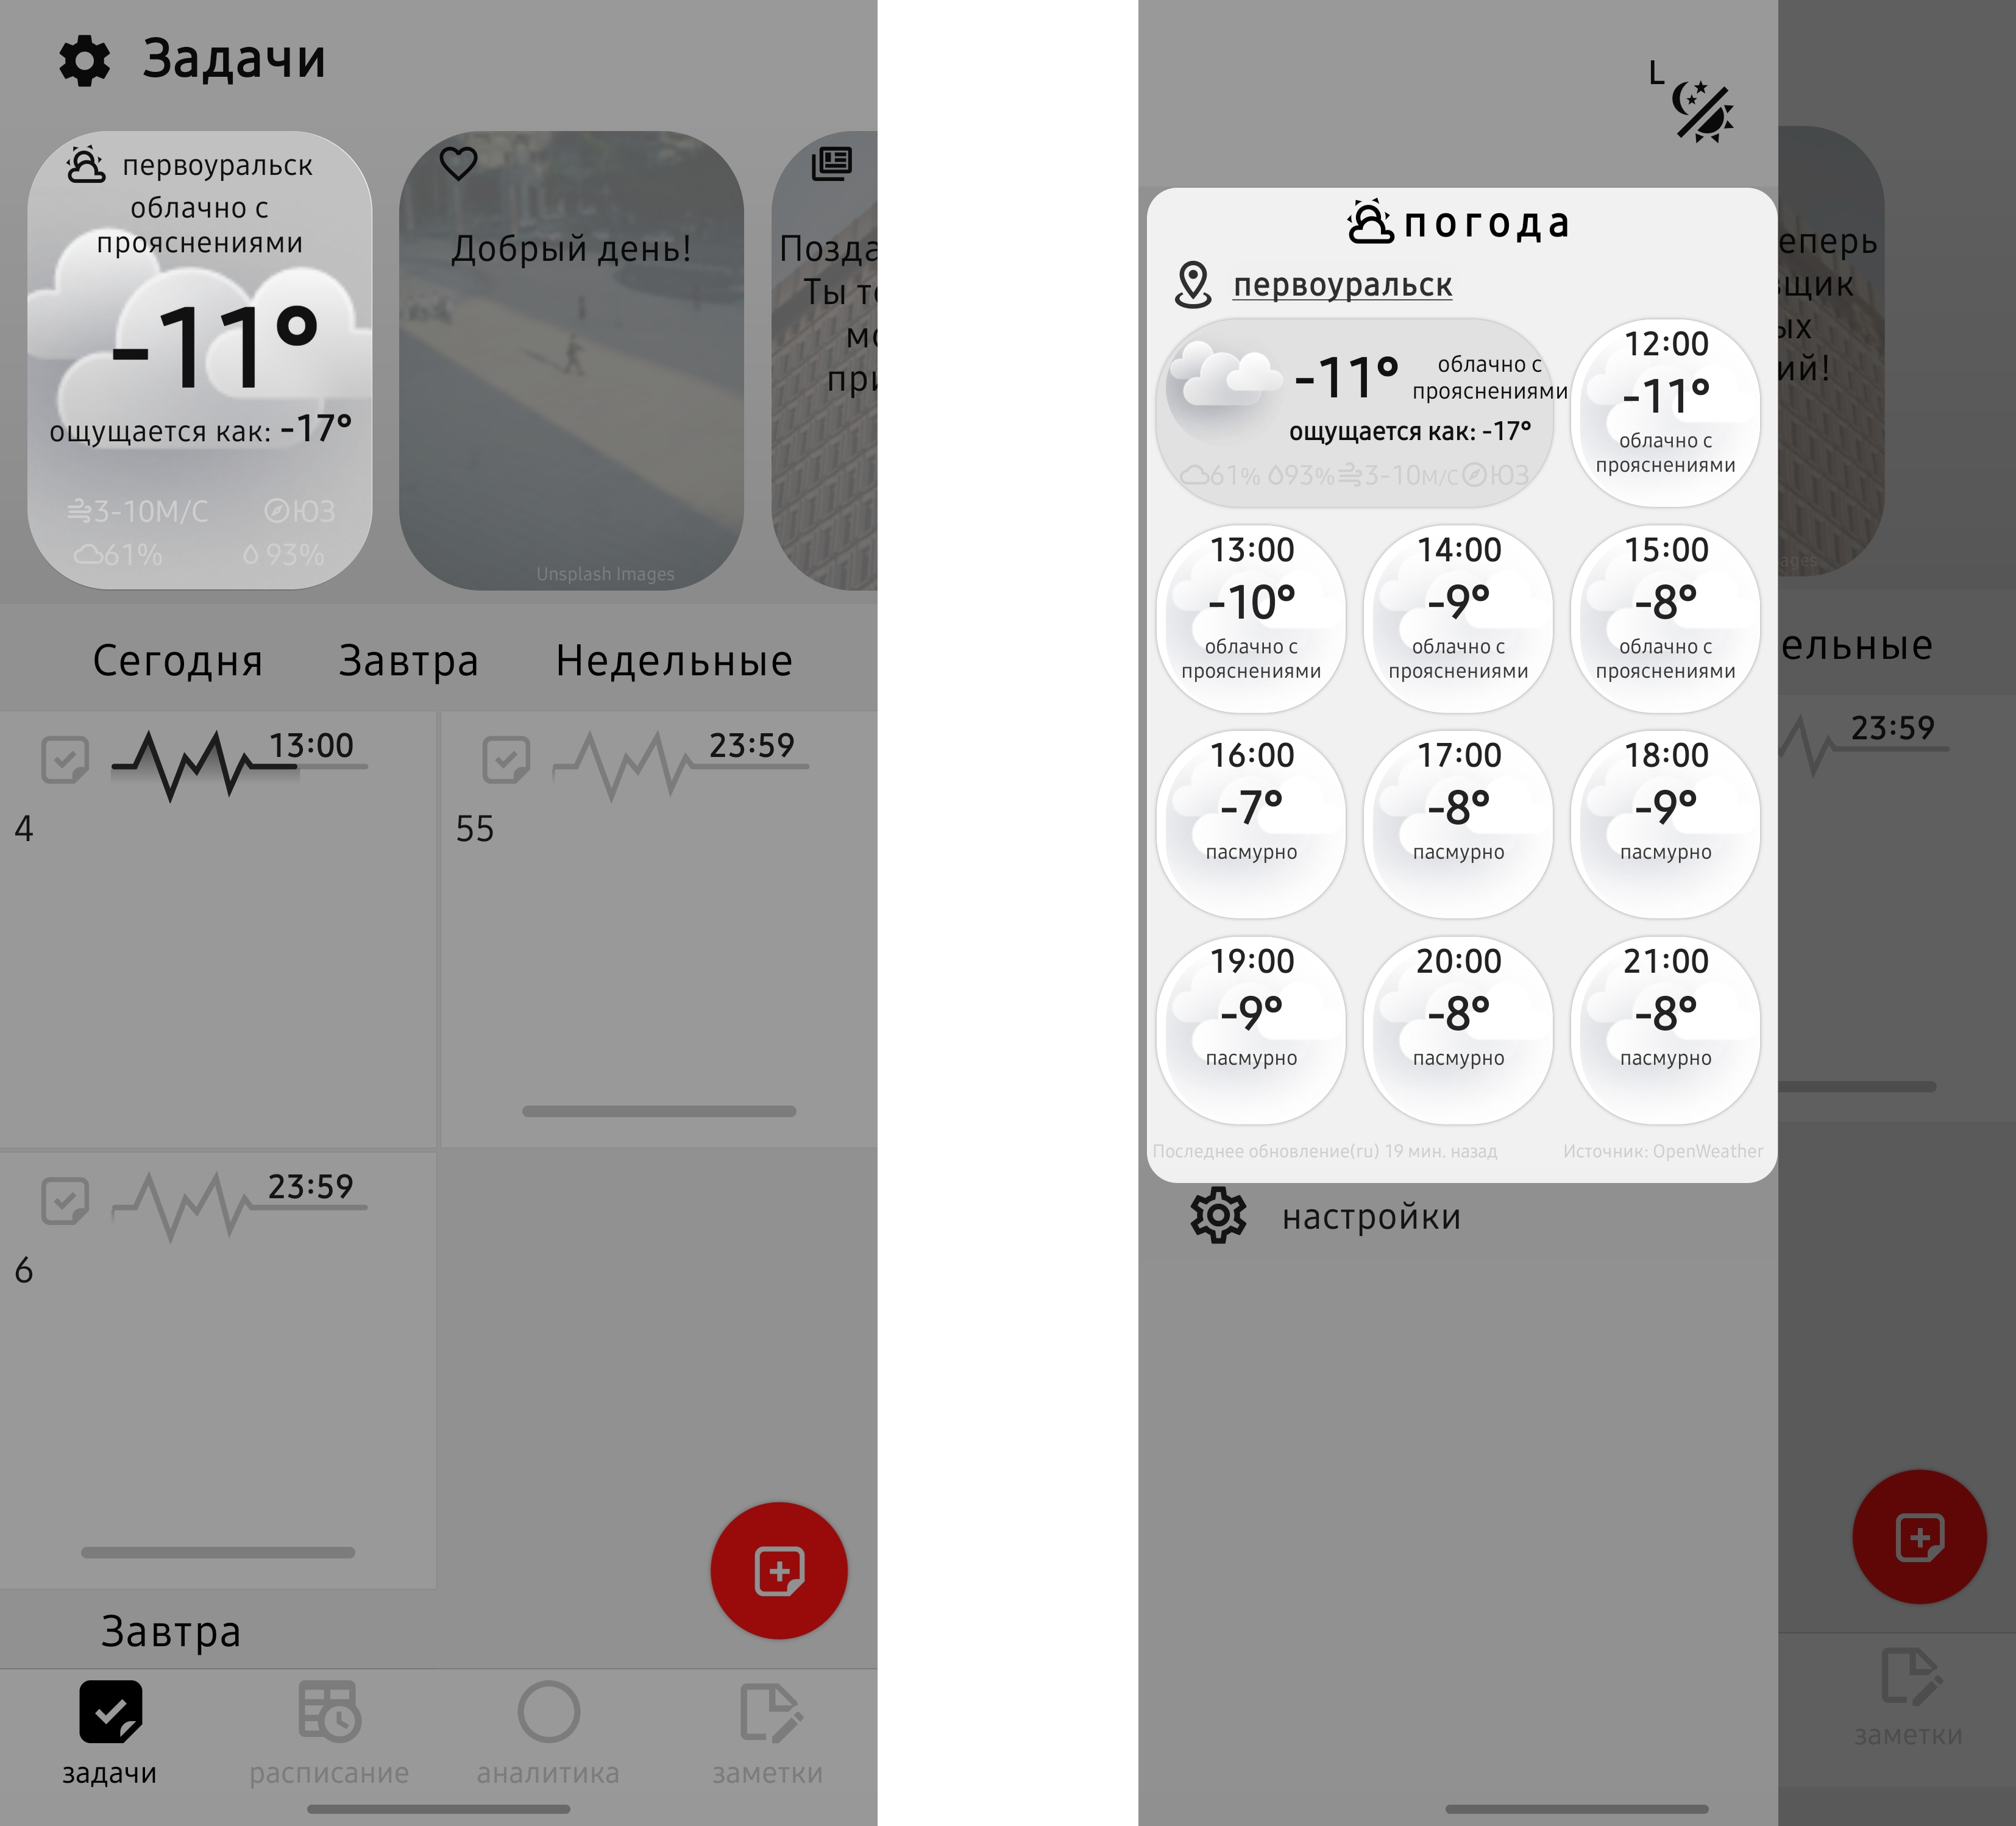 Задачи
первоуральск
облачно с
прояснениями
-11°
ощущается как: -17°
3-10М/С
ЮЗ
61%
93%
Добрый день!
Unsplash Images
Позда
Ты т
м
при
Сегодня
Завтра
Недельные
13:00
4
23:59
55
23:59
6
Завтра
задачи
расписание
аналитика
заметки
L
погода
первоуральск
-11°
облачно с
прояснениями
ощущается как: -17°
61%
93%
3-10М/С
ЮЗ
12:00
-11°
облачно с
прояснениями
13:00
-10°
облачно с
прояснениями
14:00
-9°
облачно с
прояснениями
15:00
-8°
облачно с
прояснениями
16:00
-7°
пасмурно
17:00
-8°
пасмурно
18:00
-9°
пасмурно
19:00
-9°
пасмурно
20:00
-8°
пасмурно
21:00
-8°
пасмурно
Последнее обновление(ru) 19 мин. назад
Источник: OpenWeather
настройки
еперь
щик
ых
ий!
ages
ельные
23:59
заметки